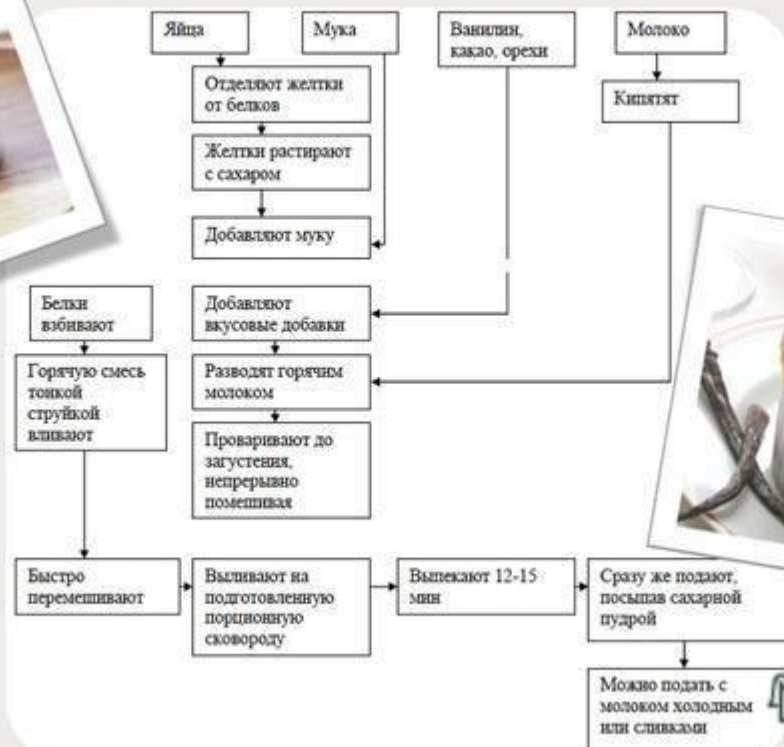 Яйца
Мука
Ванилин,
какао, орехи
Молоко
Отделяют желтки
от белков
Кипятят
Желтки растирают
с сахаром
Добавляют муку
Белки
взбивают
Добавляют
вкусовые добавки
Горячую смесь
тонкой
струйкой
вливают
Разводят горячим
молоком
Проваривают до
загустения,
непрерывно
помешивая
Быстро
перемешивают
Выливают на
подготовленную
порционную
сковороду
Выпекают 12-15
мин
Сразу же подают,
посыпав сахарной
пудрой
Можно подать с
молоком холодным
или сливками